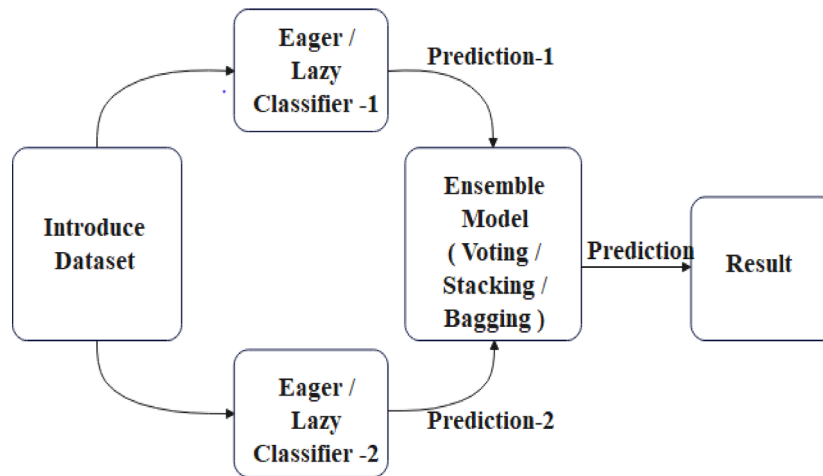 Eager /
Lazy
Classifier -1
Prediction-1
Introduce
Dataset
Ensemble
Model
( Voting /
Stacking /
Bagging )
Prediction
Result
Eager /
Lazy
Classifier -2
Prediction-2